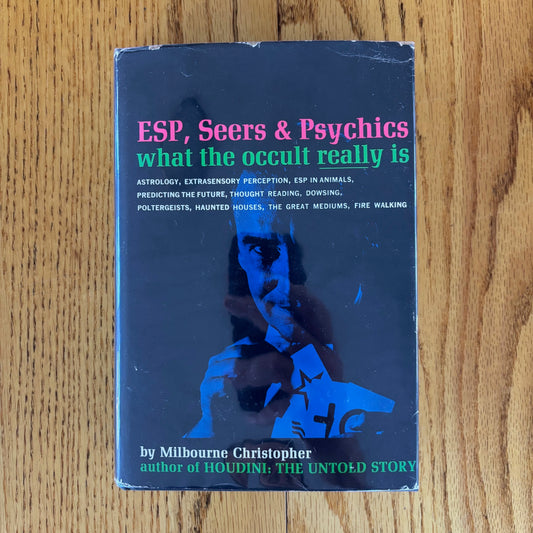 ESP, Seers & Psychics
what the occult really is
ASTROLOGY, EXTRASENSORY PERCEPTION, ESP IN ANIMALS,
PREDICTING THE FUTURE, THOUGHT READING, DOWSING,
POLTERGEISTS, HAUNTED HOUSES, THE GREAT MEDIUMS, FIRE WALKING
by Milbourne Christopher
author of HOUDINI: THE UNTOLD STORY